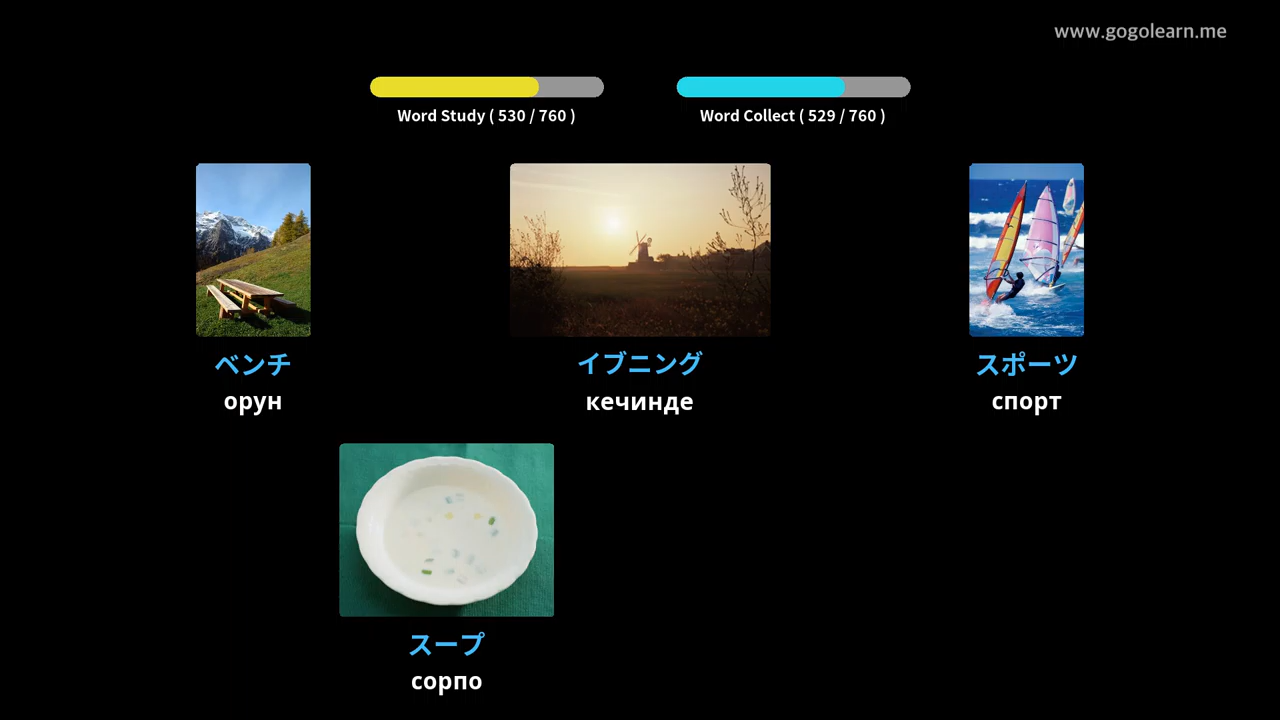 www.gogolearn.me
Word Study ( 530 / 760 )
Word Collect ( 529 / 760 )
ベンチ
орун
イブニング
кечинде
スポーツ
спорт
スープ
сорпо